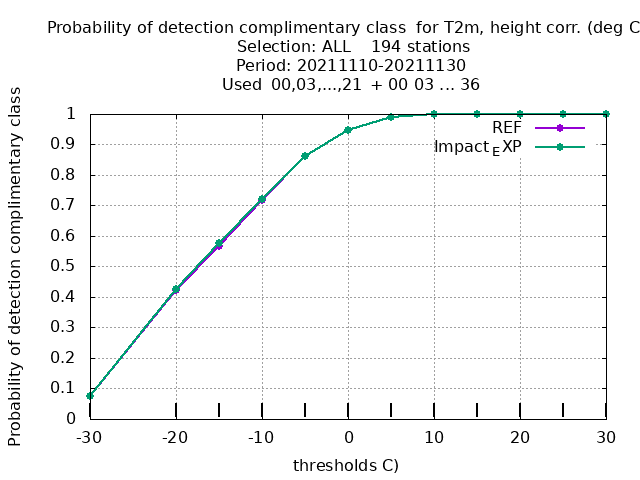 Probability of detection complimentary class for T2m, height corr. (deg C
Selection: ALL 194 stations
Period: 20211110-20211130
Used 00,03,...,21 + 00 03 ... 36
Probability of detection complimentary class
1
0.9
0.8
0.7
0.6
0.5
0.4
0.3
0.2
0.1
0
REF
Impact_EXP
-30 -20 -10 0 10 20 30
thresholds C)